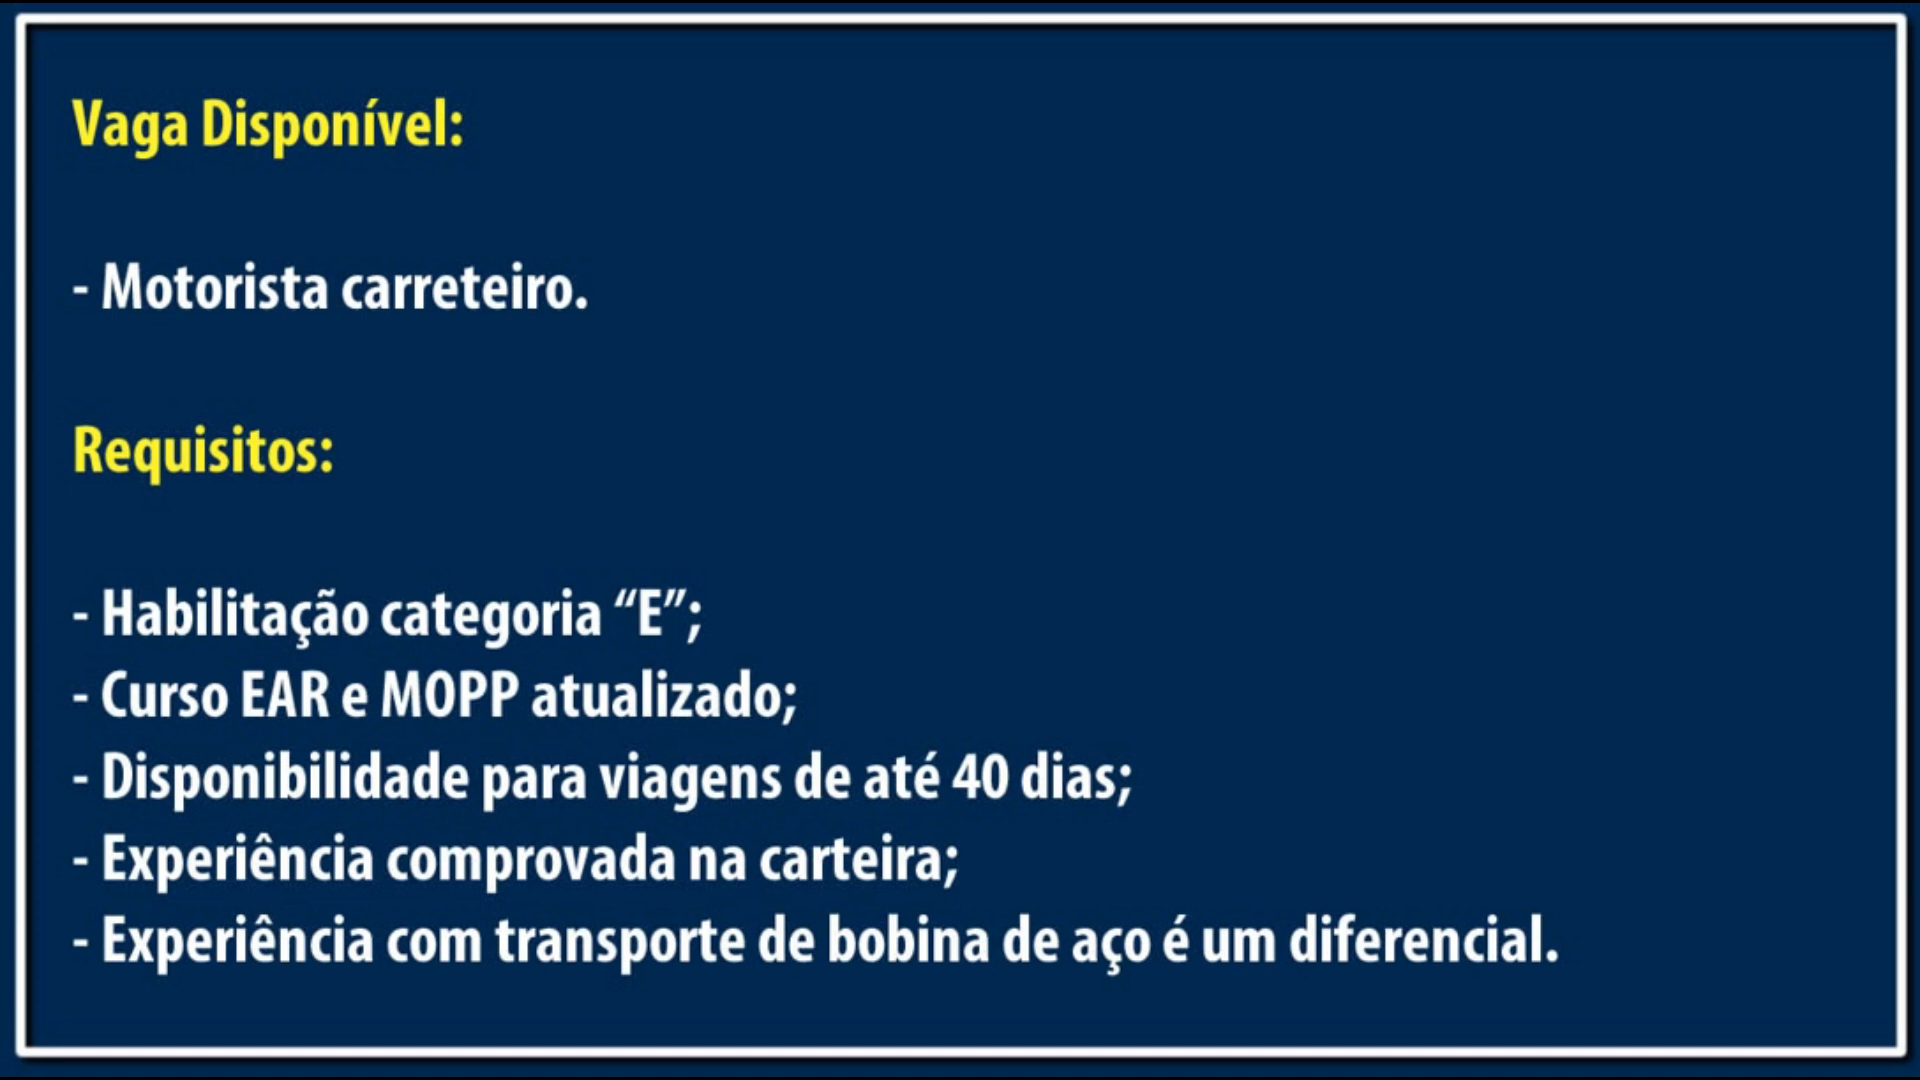 Vaga Disponível:
- Motorista carreteiro.
Requisitos:
- Habilitação categoria “E”;
- Curso EAR e MOPP atualizado;
- Disponibilidade para viagens de até 40 dias;
- Experiência comprovada na carteira;
- Experiência com transporte de bobina de aço é um diferencial.